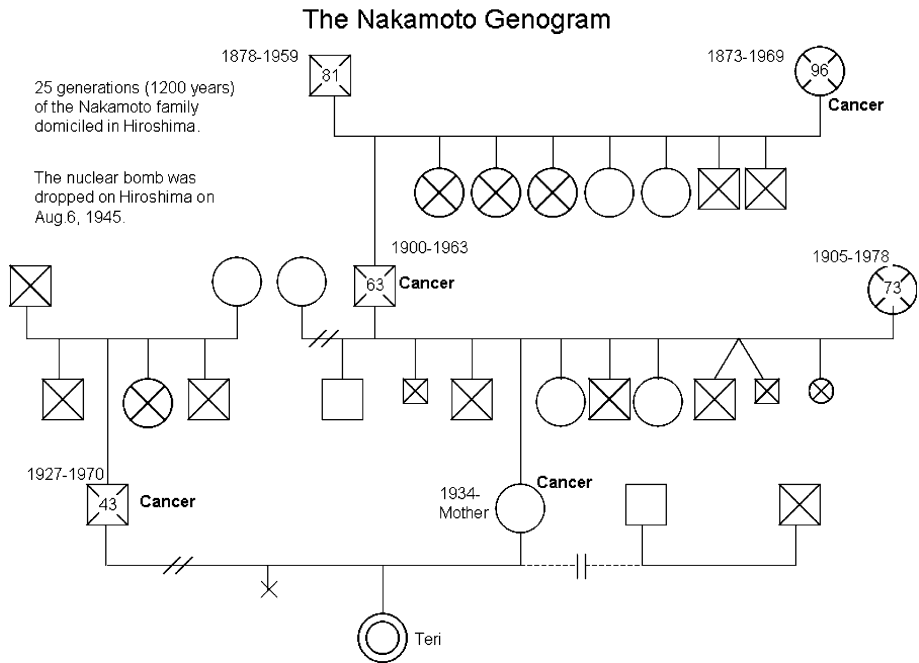 The Nakamoto Genogram
1878-1959
81
1873-1969
96
Cancer
25 generations (1200 years)
of the Nakamoto family
domiciled in Hiroshima.
The nuclear bomb was
dropped on Hiroshima on
Aug.6, 1945.
1900-1963
63
Cancer
1905-1978
73
1927-1970
43
Cancer
Cancer
1934-
Mother
Teri